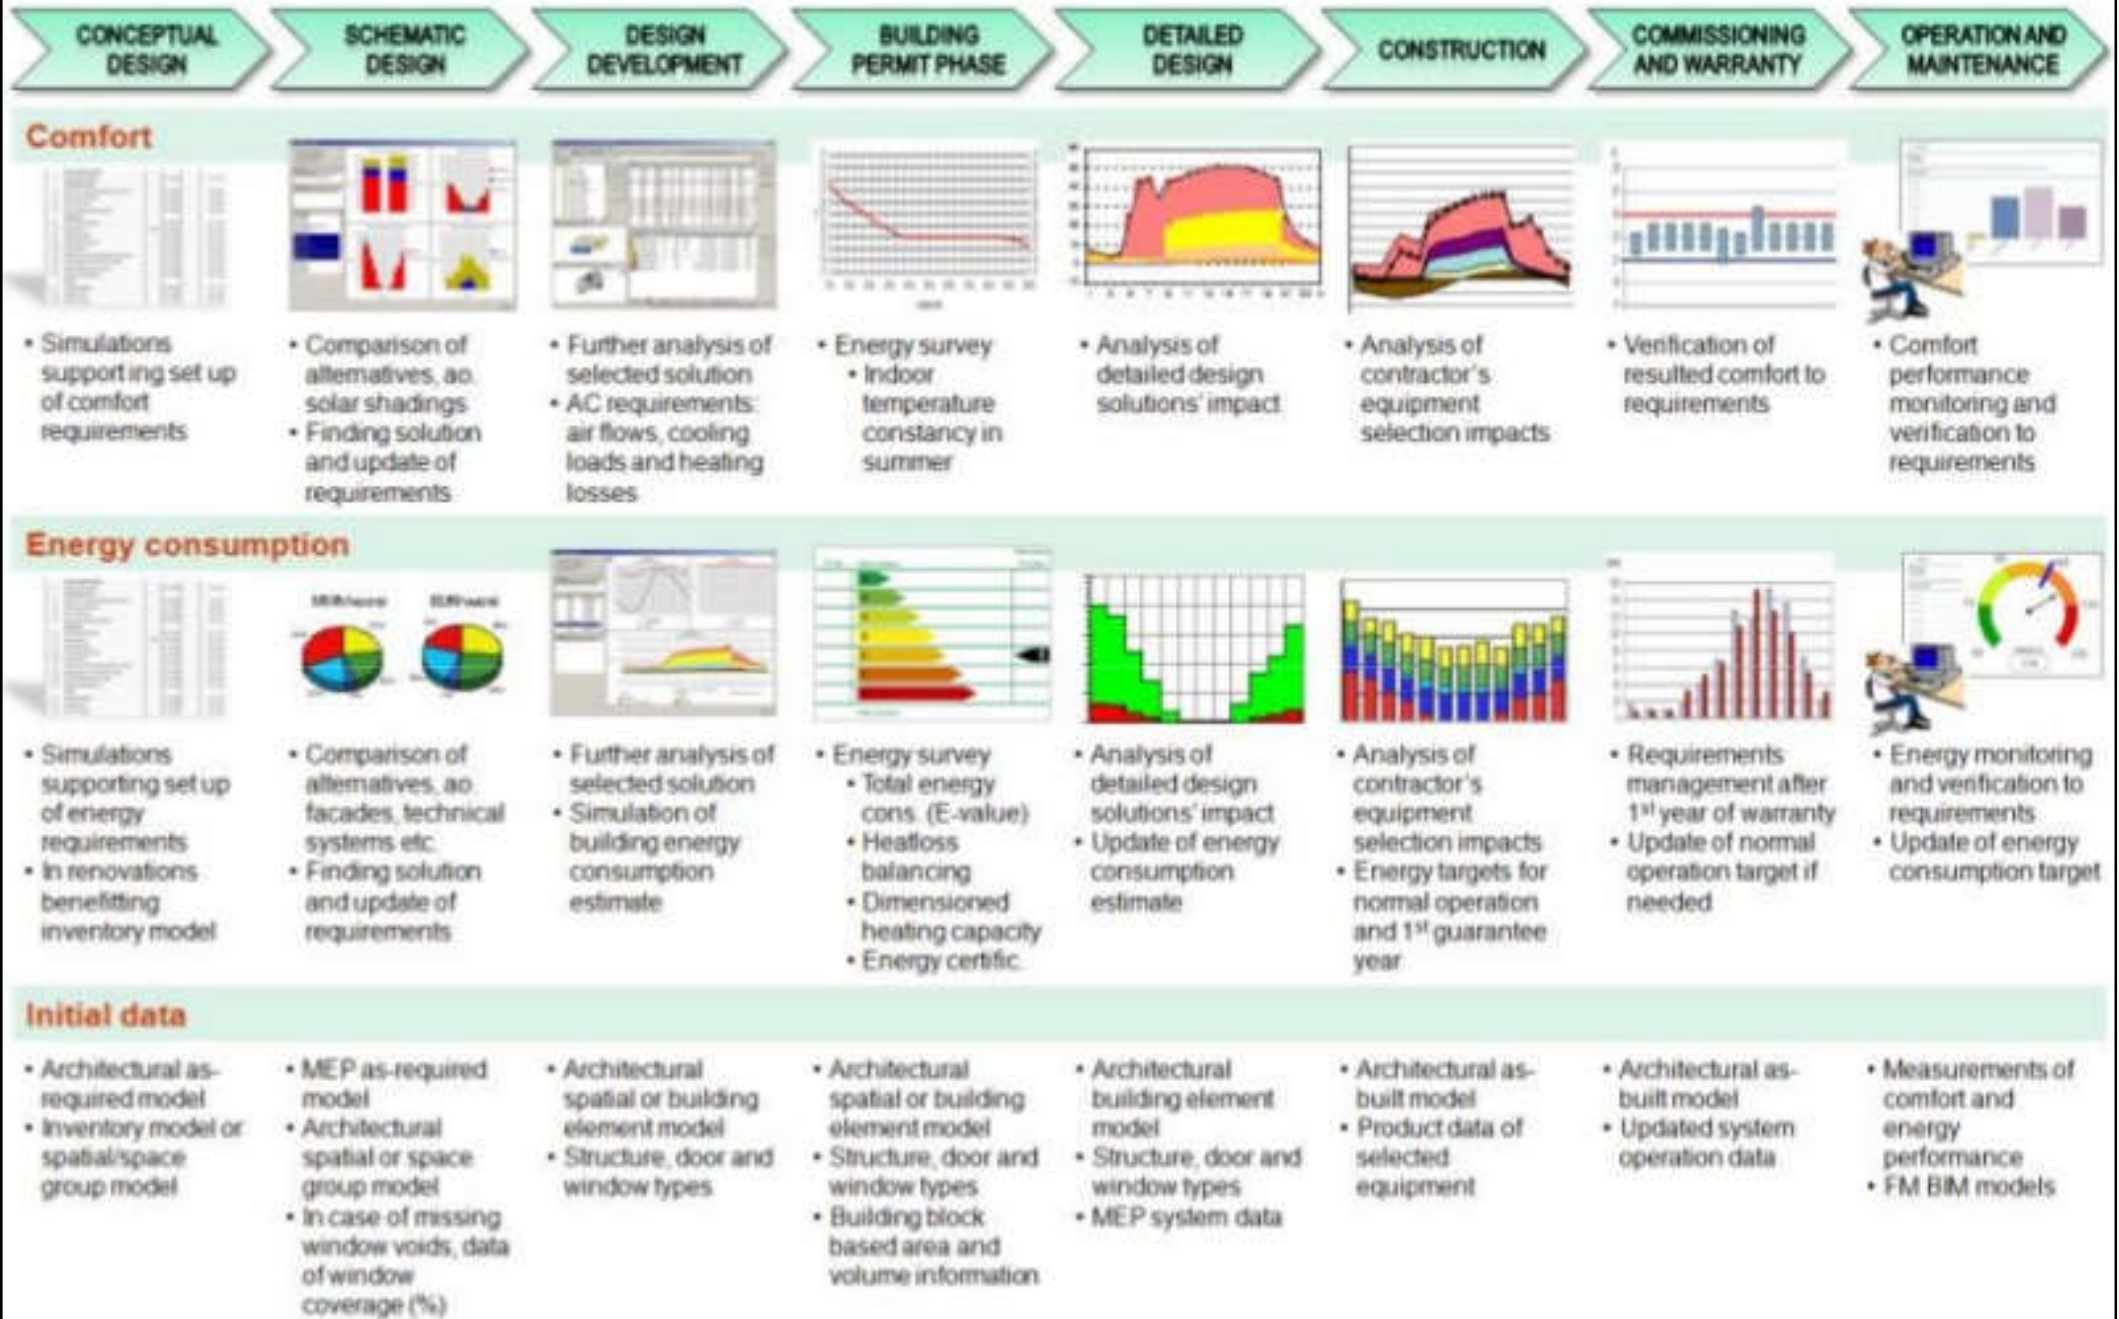 CONCEPTUAL
DESIGN
SCHEMATIC
DESIGN
DESIGN
DEVELOPMENT
BUILDING
PERMIT PHASE
DETAILED
DESIGN
CONSTRUCTION
COMMISSIONING
AND WARRANTY
OPERATION AND
MAINTENANCE
Comfort
• Simulations
supporting set up
of comfort
requirements
• Comparison of
alternatives, ao.
solar shadings
• Finding solution
and update of
requirements
• Further analysis of
selected solution
• AC requirements:
air flows, cooling
loads and heating
losses
• Energy survey
• Indoor
temperature
constancy in
summer
• Analysis of
detailed design
solutions' impact
• Analysis of
contractor's
equipment
selection impacts
• Verification of
resulted comfort to
requirements
• Comfort
performance
monitoring and
verification to
requirements
Energy consumption
• Simulations
supporting set up
of energy
requirements
• In renovations
benefitting
inventory model
• Comparison of
alternatives, ao.
facades, technical
systems etc.
• Finding solution
and update of
requirements
• Further analysis of
selected solution
• Simulation of
building energy
consumption
estimate
• Energy survey
• Total energy
cons. (E-value)
• Heatloss
balancing
• Dimensioned
heating capacity
• Energy certific.
• Analysis of
detailed design
solutions' impact
• Update of energy
consumption
estimate
• Analysis of
contractor's
equipment
selection impacts
• Energy targets for
normal operation
and 1st guarantee
year
• Requirements
management after
1st year of warranty
• Update of normal
operation target if
needed
• Energy monitoring
and verification to
requirements
• Update of energy
consumption target
Initial data
• Architectural as-
required model
• Inventory model or
spatial/space
group model
• MEP as-required
model
• Architectural
spatial or space
group model
• In case of missing
window voids, data
of window
coverage (%)
• Architectural
spatial or building
element model
• Structure, door and
window types
• Architectural
spatial or building
element model
• Structure, door and
window types
• Building block
based area and
volume information
• Architectural
building element
model
• Structure, door and
window types
• MEP system data
• Architectural as-
built model
• Product data of
selected
equipment
• Architectural as-
built model
• Updated system
operation data
• Measurements of
comfort and
energy
performance
• FM BIM models